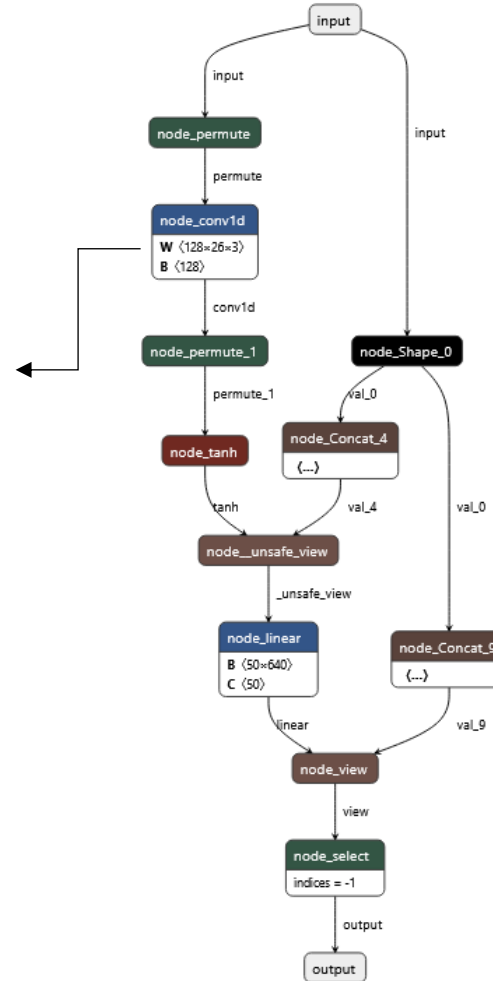 input
input
input
node_permute
permute
node_conv1d
W 〈128×26×3〉
B 〈128〉
conv1d
node_permute_1
node_Shape_0
permute_1
val_0
node_tanh
node_Concat_4
{...}
val_0
tanh
val_4
node__unsafe_view
_unsafe_view
node_linear
B 〈50×640〉
C 〈50〉
node_Concat_9
{...}
linear
val_9
node_view
view
node_select
indices = -1
output
output